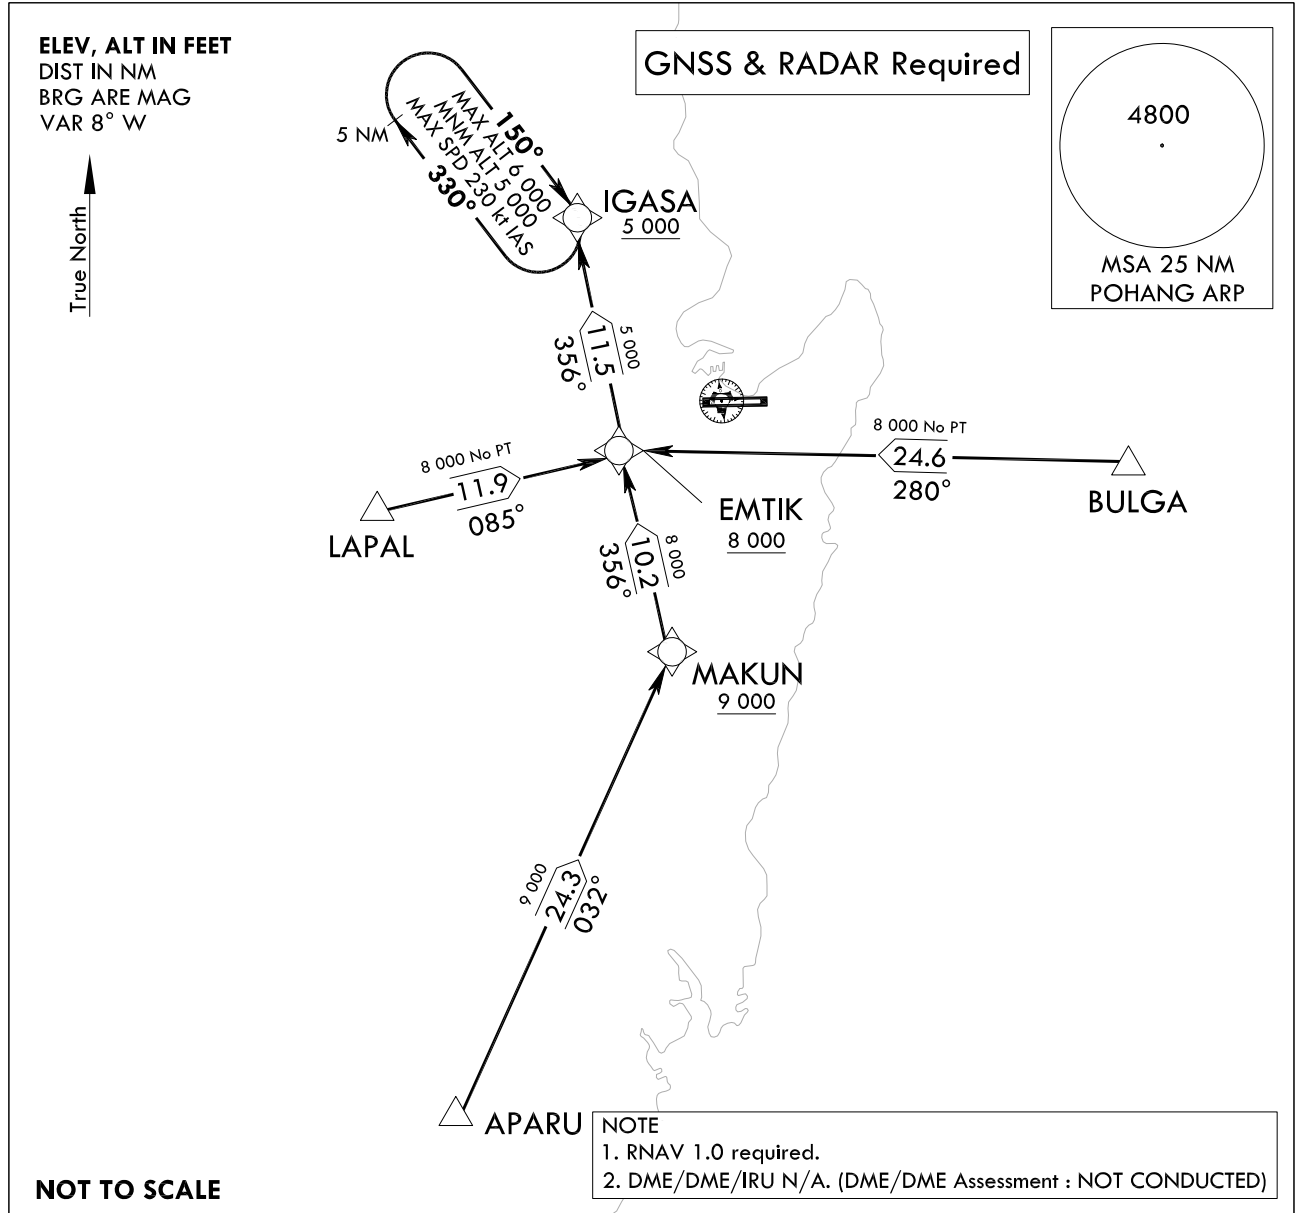 ELEV, ALT IN FEET
DIST IN NM
BRG ARE MAG
VAR 8° W
True North
GNSS & RADAR Required
4800
MSA 25 NM
POHANG ARP
5 NM
150°
MAX ALT 6 000
MNM ALT 5 000
MAX SPD 230 kt IAS
330°
IGASA
5 000
5 000
11.5
356°
8 000 No PT
11.9
085°
LAPAL
8 000 No PT
24.6
280°
BULGA
EMTIK
8 000
8 000
10.2
356°
MAKUN
9 000
9 000
24.3
032°
APARU
NOTE
1. RNAV 1.0 required.
2. DME/DME/IRU N/A. (DME/DME Assessment : NOT CONDUCTED)
NOT TO SCALE